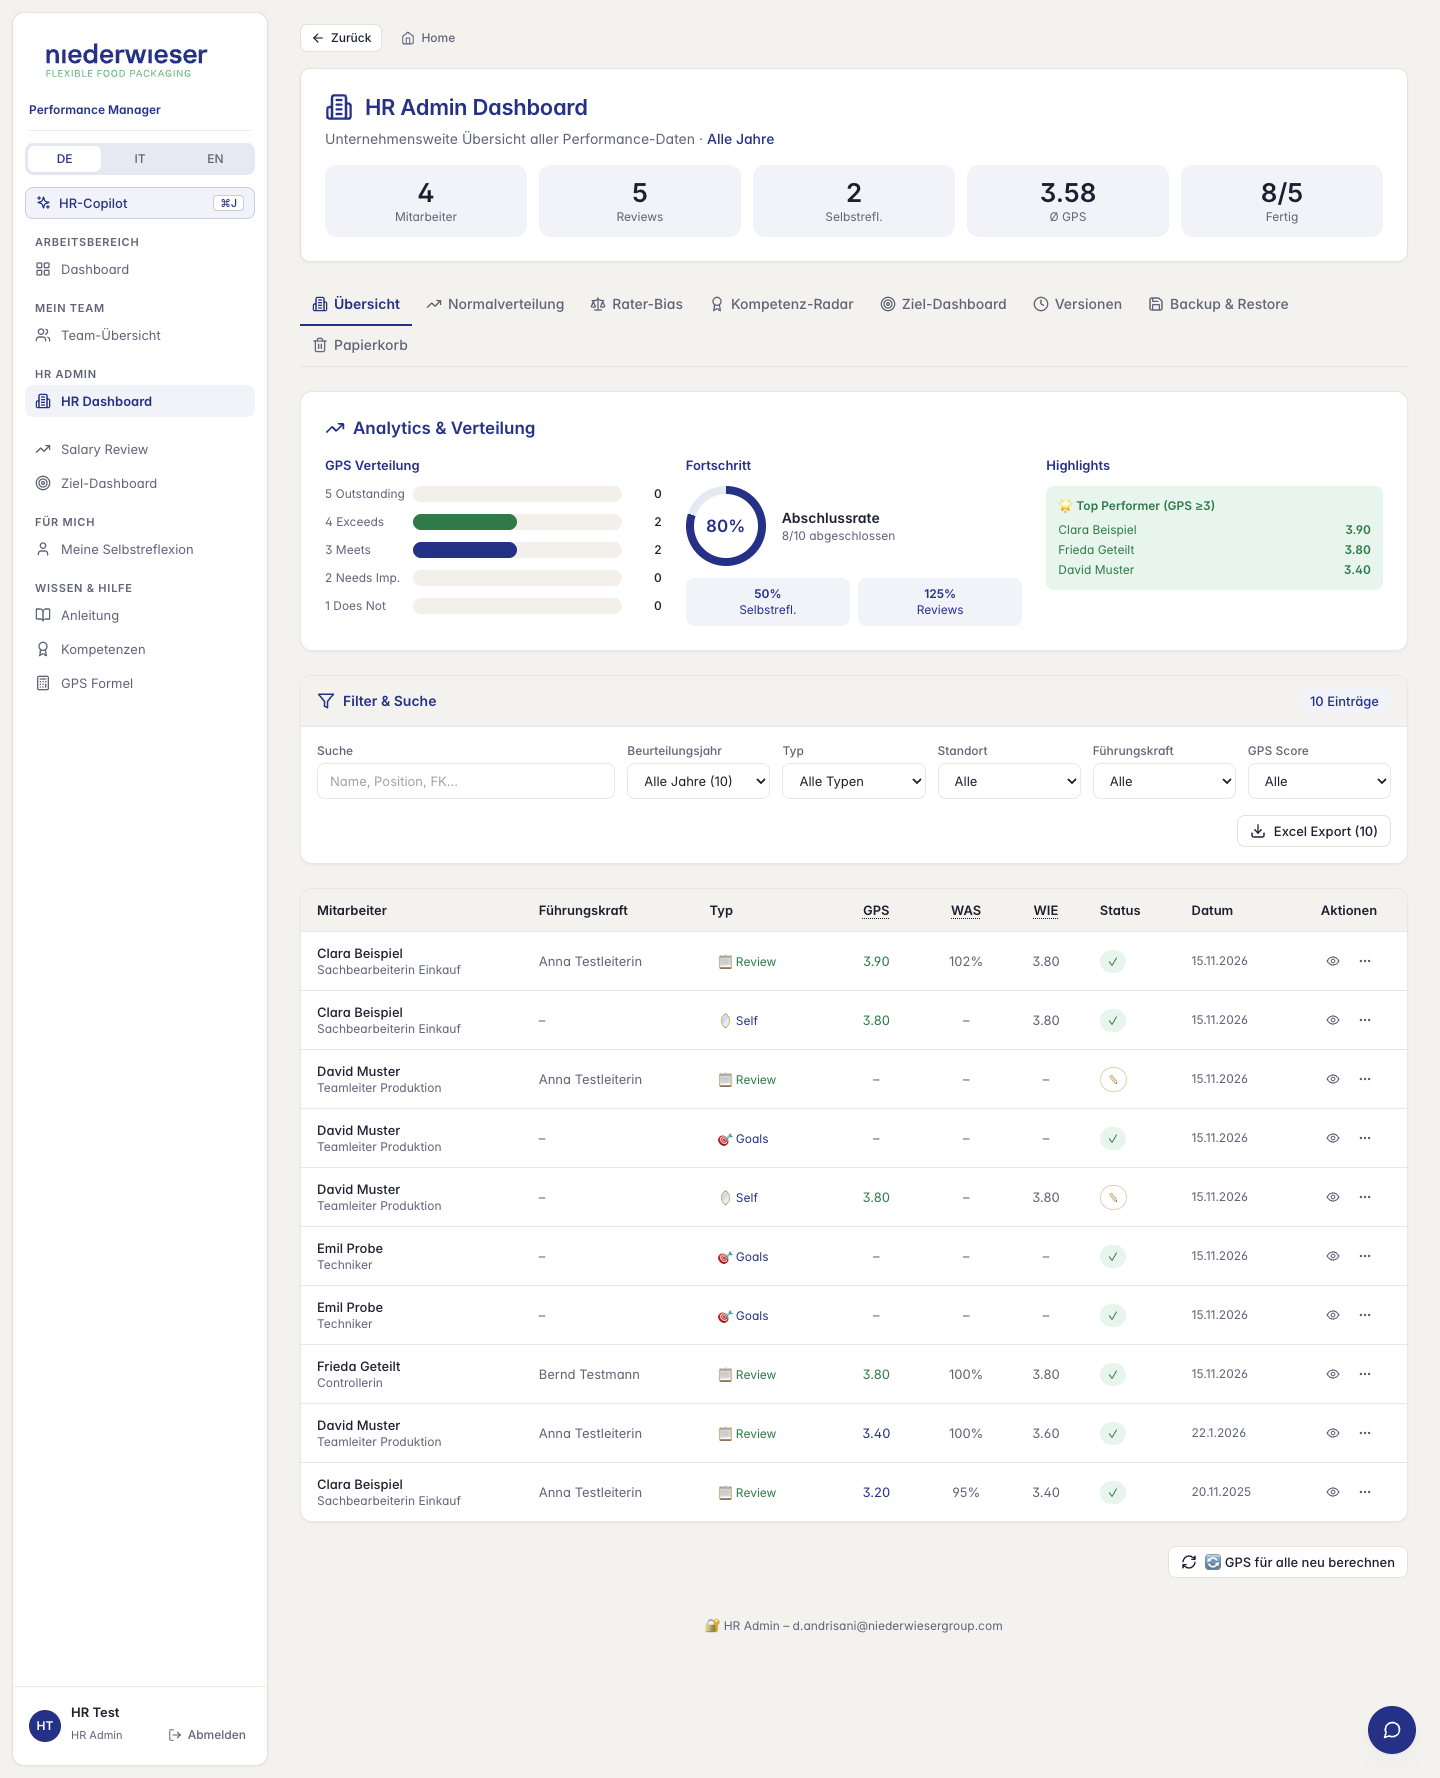 niederwieser
FLEXIBLE FOOD PACKAGING
Performance Manager
DE IT EN
HR-Copilot ⌘J
ARBEITSBEREICH
Dashboard
MEIN TEAM
Team-Übersicht
HR ADMIN
HR Dashboard
Salary Review
Ziel-Dashboard
FÜR MICH
Meine Selbstreflexion
WISSEN & HILFE
Anleitung
Kompetenzen
GPS Formel
HT
HR Test
HR Admin
Abmelden
Zurück Home
HR Admin Dashboard
Unternehmensweite Übersicht aller Performance-Daten · Alle Jahre
4 5 2 3.58 8/5
Mitarbeiter Reviews Selbstrefl. Ø GPS Fertig
Übersicht Normalverteilung Rater-Bias Kompetenz-Radar Ziel-Dashboard Versionen Backup & Restore
Papierkorb
Analytics & Verteilung
GPS Verteilung
5 Outstanding 0
4 Exceeds 2
3 Meets 2
2 Needs Imp. 0
1 Does Not 0
Fortschritt
80%
Abschlussrate
8/10 abgeschlossen
50% 125%
Selbstrefl. Reviews
Highlights
🌟 Top Performer (GPS ≥3)
Clara Beispiel 3.90
Frieda Geteilt 3.80
David Muster 3.40
Filter & Suche 10 Einträge
Suche Beurteilungsjahr Typ Standort Führungskraft GPS Score
Name, Position, FK... Alle Jahre (10) Alle Typen Alle Alle Alle
Excel Export (10)
Mitarbeiter Führungskraft Typ GPS WAS WIE Status Datum Aktionen
Clara Beispiel
Sachbearbeiterin Einkauf
Anna Testleiterin 📋 Review 3.90 102% 3.80 ✓ 15.11.2026
Clara Beispiel
Sachbearbeiterin Einkauf
– 🪞 Self 3.80 – 3.80 ✓ 15.11.2026
David Muster
Teamleiter Produktion
Anna Testleiterin 📋 Review – – – 15.11.2026
David Muster
Teamleiter Produktion
– 🎯 Goals – – – ✓ 15.11.2026
David Muster
Teamleiter Produktion
– 🪞 Self 3.80 – 3.80 15.11.2026
Emil Probe
Techniker
– 🎯 Goals – – – ✓ 15.11.2026
Emil Probe
Techniker
– 🎯 Goals – – – ✓ 15.11.2026
Frieda Geteilt
Controllerin
Bernd Testmann 📋 Review 3.80 100% 3.80 ✓ 15.11.2026
David Muster
Teamleiter Produktion
Anna Testleiterin 📋 Review 3.40 100% 3.60 ✓ 22.1.2026
Clara Beispiel
Sachbearbeiterin Einkauf
Anna Testleiterin 📋 Review 3.20 95% 3.40 ✓ 20.11.2025
🔄 GPS für alle neu berechnen
🔐 HR Admin – d.andrisani@niederwiesergroup.com